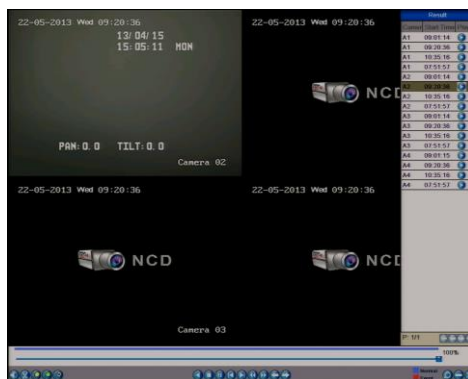 22-05-2013 Wed 09:20:36
13/04/15
15:05:11 MON
PAN:0.0 TILT:0.0
Camera 02
22-05-2013 Wed 09:20:36
NCD
22-05-2013 Wed 09:20:36
NCD
Camera 03
22-05-2013 Wed 09:20:36
NCD
Result
Start Time
A1 09:01:14
A1 09:20:36
A1 10:35:16
A1 07:51:57
A2 09:01:14
A2 09:20:36
A2 10:35:16
A2 07:51:57
A3 09:01:14
A3 09:20:36
A3 10:35:16
A3 07:51:57
A4 09:01:15
A4 09:20:36
A4 10:35:16
A4 07:51:57
P: 1/1
100%